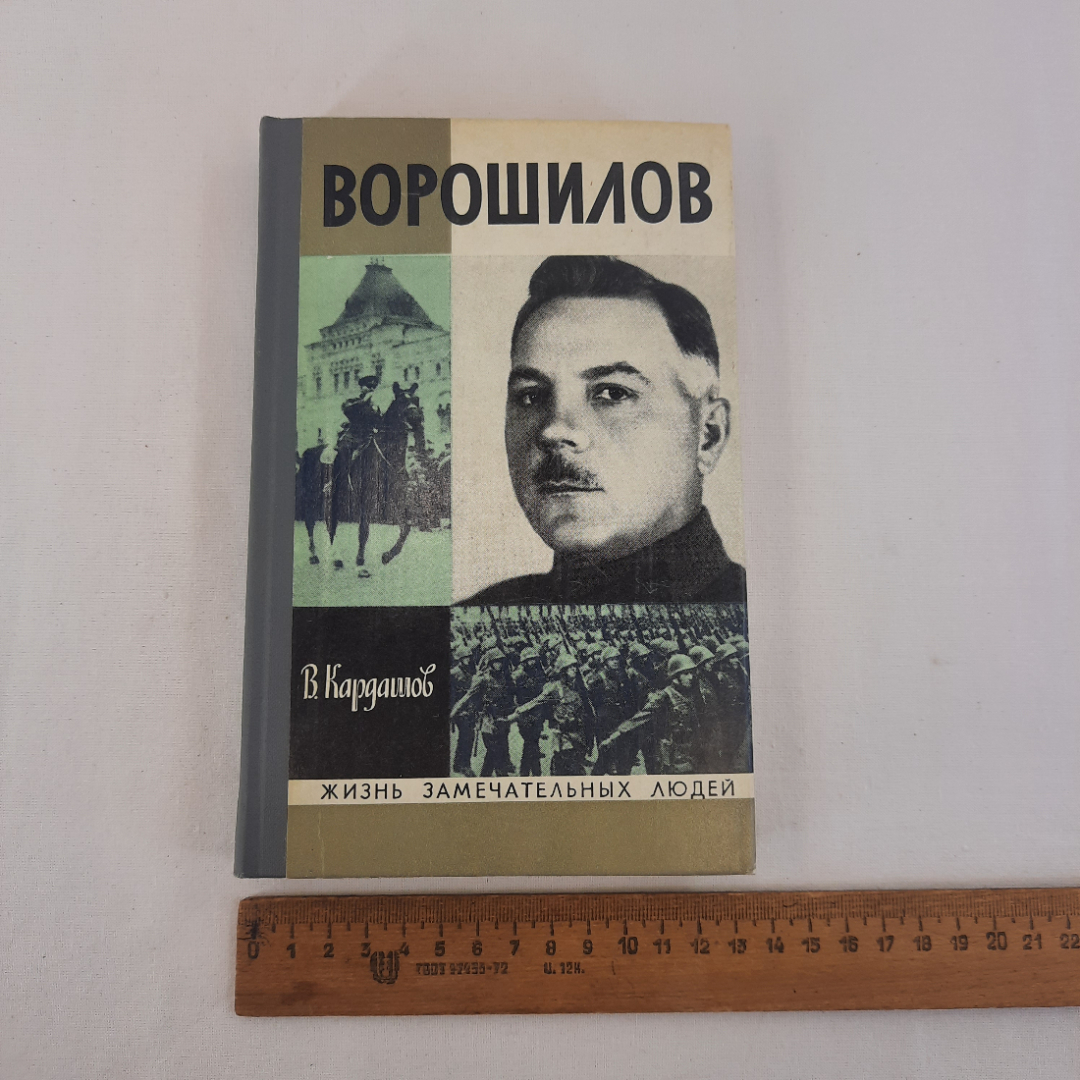 ВОРОШИЛОВ
В. Кардашов
ЖИЗНЬ ЗАМЕЧАТЕЛЬНЫХ ЛЮДЕЙ
0 1 2 3 4 5 6 7 8 9 10 11 12 13 14 15 16 17 18 19 20 21 22
Ц. 12К.